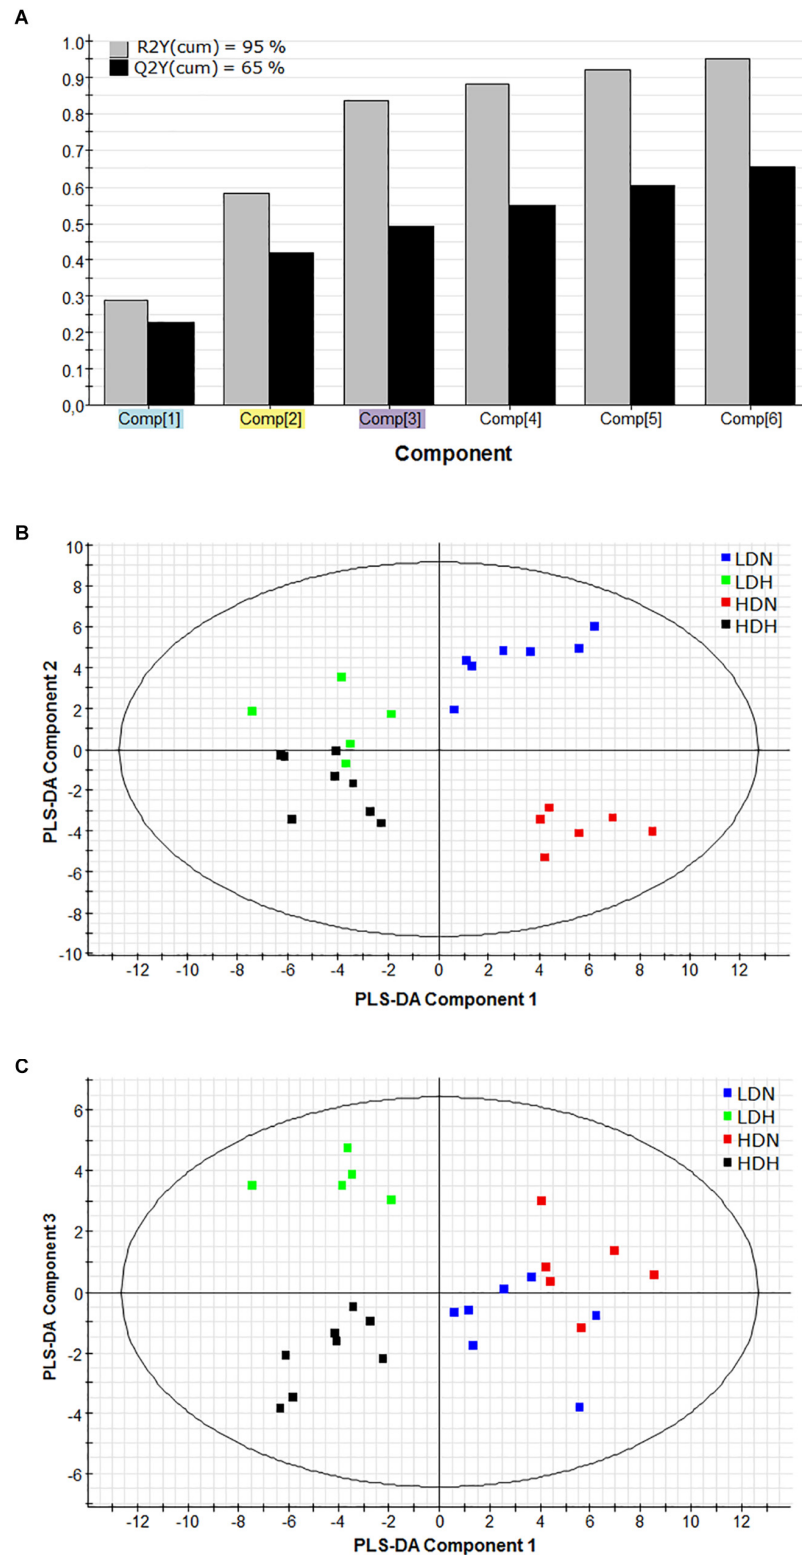 A
R2Y(cum) = 95 %
Q2Y(cum) = 65 %
1.0
0.9
0.8
0.7
0.6
0.5
0.4
0.3
0.2
0.1
0,0
Comp[1] Comp[2] Comp[3] Comp[4] Comp[5] Comp[6]
Component
B
LDN
LDH
HDN
HDH
10
8
6
4
2
0
-2
-4
-6
-8
-10
PLS-DA Component 2
-12 -10 -8 -6 -4 -2 0 2 4 6 8 10 12
PLS-DA Component 1
C
LDN
LDH
HDN
HDH
6
4
2
0
-2
-4
-6
PLS-DA Component 3
-12 -10 -8 -6 -4 -2 0 2 4 6 8 10 12
PLS-DA Component 1